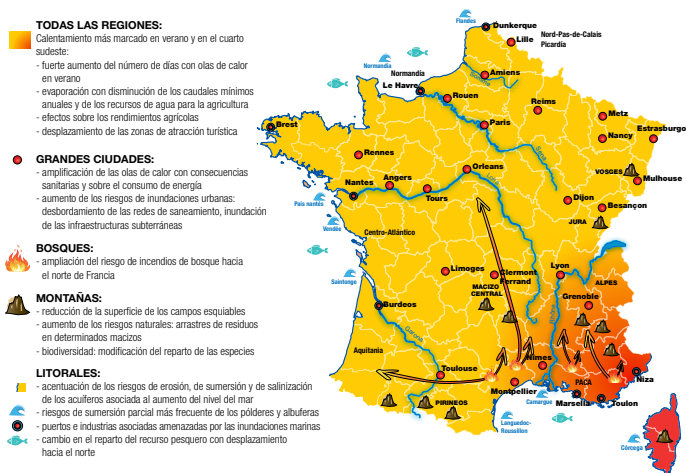 TODAS LAS REGIONES:
Calentamiento más marcado en verano y en el cuarto
sudeste:
- fuerte aumento del número de días con olas de calor
en verano
- evaporación con disminución de los caudales mínimos
anuales y de los recursos de agua para la agricultura
- efectos sobre los rendimientos agrícolas
- desplazamiento de las zonas de atracción turística
GRANDES CIUDADES:
- amplificación de las olas de calor con consecuencias
sanitarias y sobre el consumo de energía
- aumento de los riesgos de inundaciones urbanas:
desbordamiento de las redes de saneamiento, inundación
de las infraestructuras subterráneas
BOSQUES:
- ampliación del riesgo de incendios de bosque hacia
el norte de Francia
MONTAÑAS:
- reducción de la superficie de los campos esquiables
- aumento de los riesgos naturales: arrastres de residuos
en determinados macizos
- biodiversidad: modificación del reparto de las especies
LITORALES:
- acentuación de los riesgos de erosión, de sumersión y de salinización
de los acuíferos asociada al aumento del nivel del mar
- riesgos de sumersión parcial más frecuente de los pólderes y albuferas
- puertos e industrias asociadas amenazadas por las inundaciones marinas
- cambio en el reparto del recurso pesquero con desplazamiento
hacia el norte
Flandes
Dunkerque
Lille
Nord-Pas-de-Calais
Picardía
Normandía
Normandía
Le Havre
Amiens
Rouen
Reims
Metz
Paris
Nancy
Estrasburgo
Brest
Rennes
Orleans
VOSGES
Mulhouse
Nantes
Angers
Tours
Dijon
Besançon
País nantés
JURA
Vendée
Centro-Atlántico
Saintonge
Limoges
Clermont
Ferrand
Lyon
ALPES
MACIZO
CENTRAL
Grenoble
Burdeos
Garona
Aquitania
Toulouse
Nimes
PACA
Niza
Montpellier
Camargue
Marsella
Toulon
PIRINEOS
Languedoc-
Roussillon
Córcega